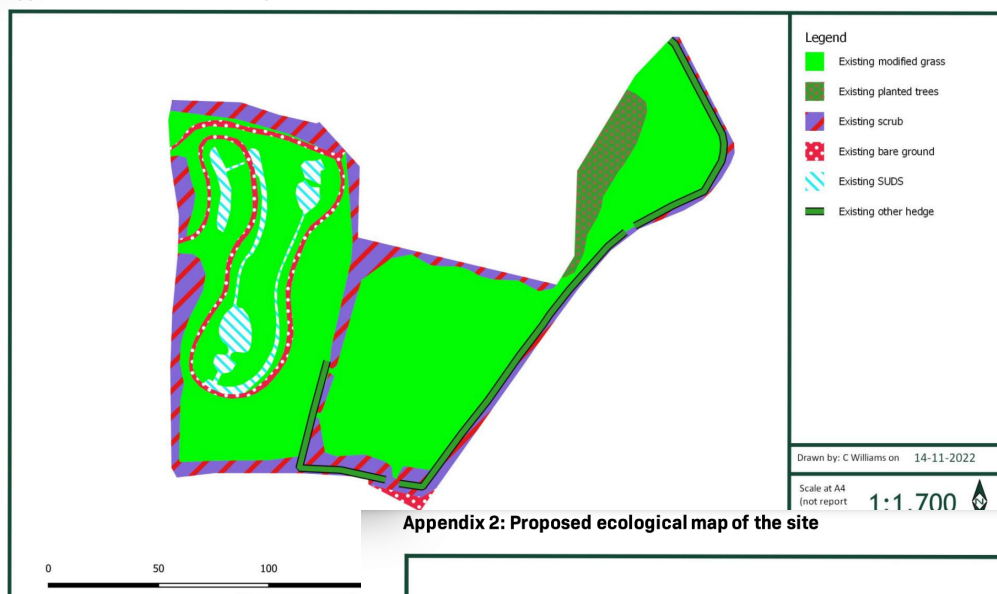 Legend
Existing modified grass
Existing planted trees
Existing scrub
Existing bare ground
Existing SUDS
Existing other hedge
Drawn by: C Williams on 14-11-2022
Scale at A4
(not report
1:1,700
N
Appendix 2: Proposed ecological map of the site
0 50 100